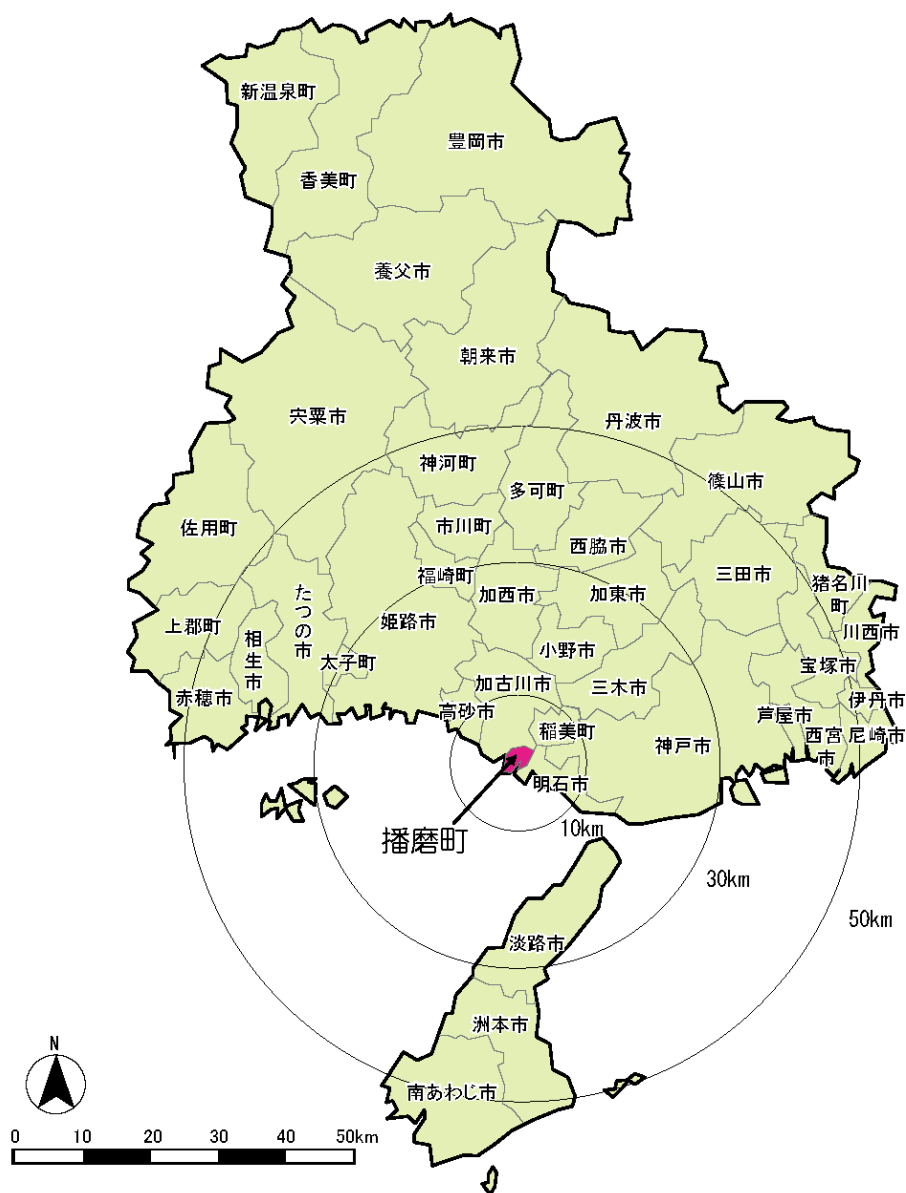 新温泉町
豊岡市
香美町
養父市
朝来市
宍粟市
丹波市
神河町
篠山市
多可町
佐用町
市川町
西脇市
福崎町
三田市
猪名川
町
たつの市
加西市
加東市
姫路市
上郡町
川西市
相生市
小野市
太子町
宝塚市
加古川市
三木市
赤穂市
伊丹市
高砂市
芦屋市
稲美町
神戸市
西宮
市
尼崎市
明石市
播磨町
10km
30km
50km
淡路市
洲本市
南あわじ市
N
0 10 20 30 40 50km